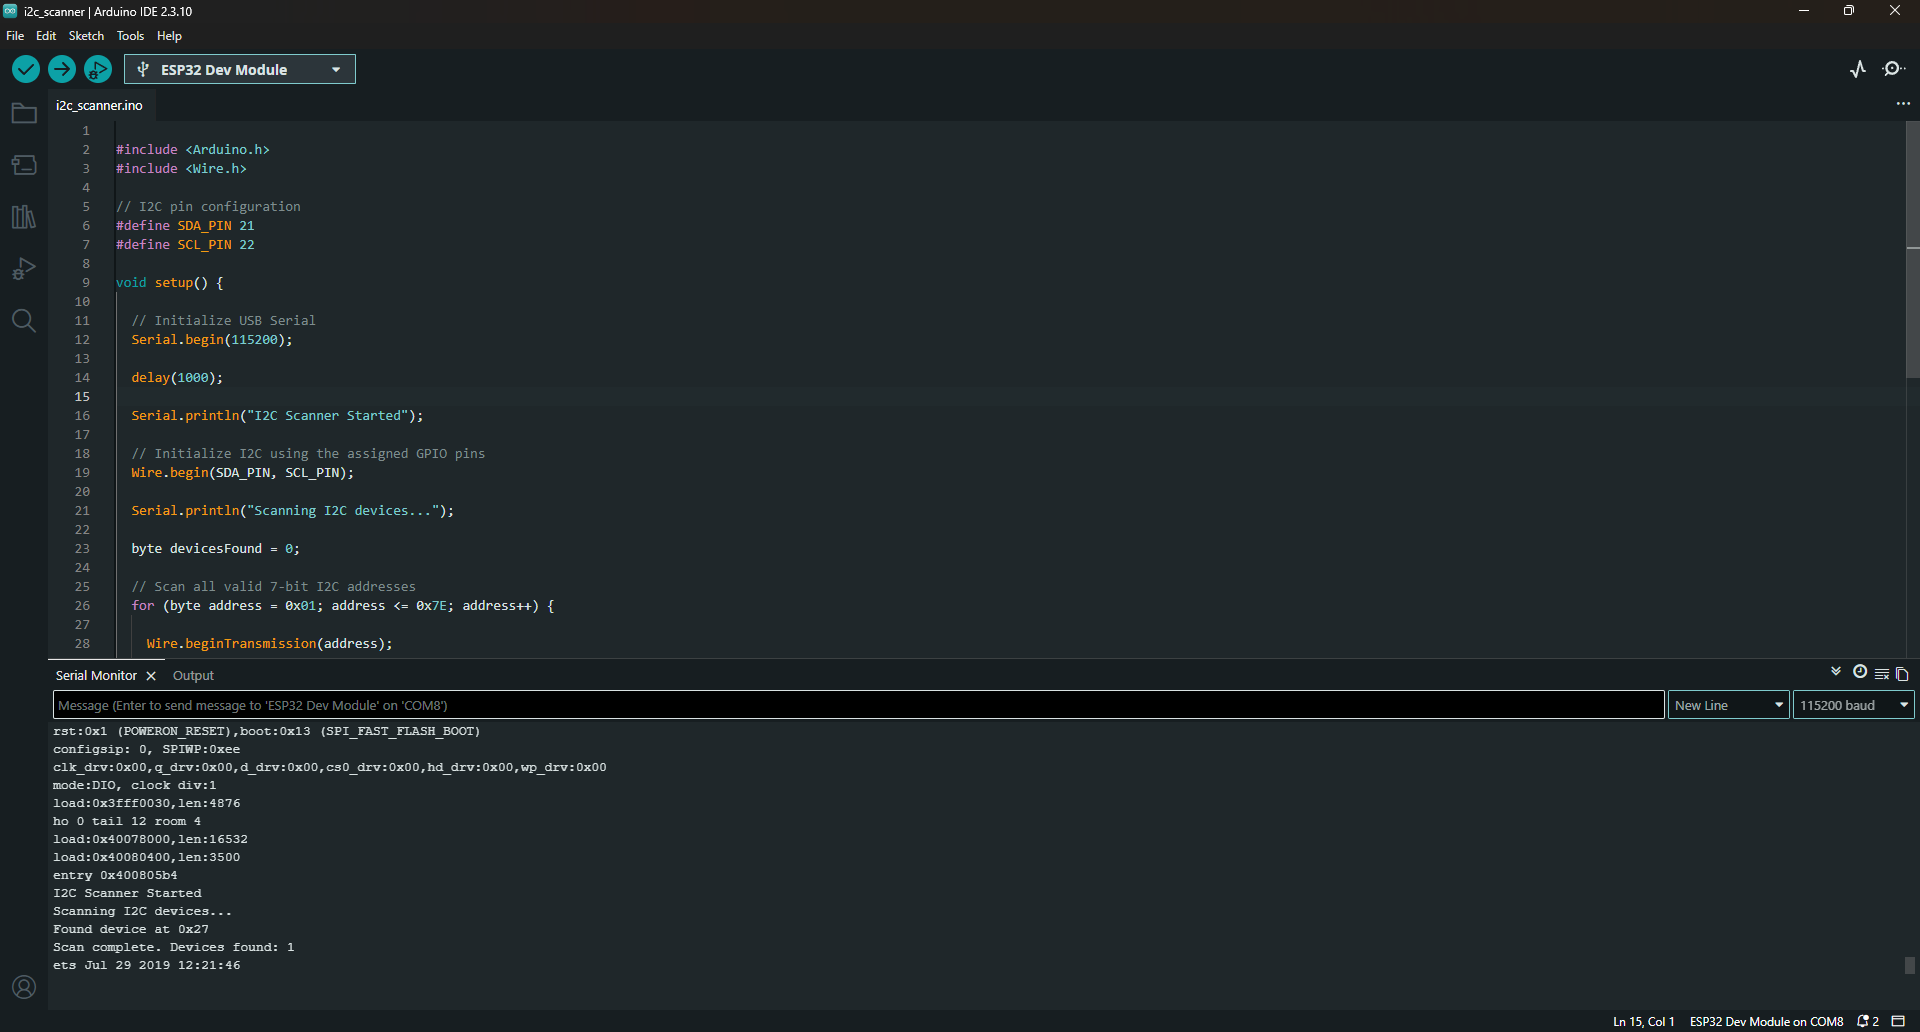 i2c_scanner | Arduino IDE 2.3.10
File Edit Sketch Tools Help
ESP32 Dev Module
i2c_scanner.ino
1
2 #include <Arduino.h>
3 #include <Wire.h>
4
5 // I2C pin configuration
6 #define SDA_PIN 21
7 #define SCL_PIN 22
8
9 void setup() {
10
11 // Initialize USB Serial
12 Serial.begin(115200);
13
14 delay(1000);
15
16 Serial.println("I2C Scanner Started");
17
18 // Initialize I2C using the assigned GPIO pins
19 Wire.begin(SDA_PIN, SCL_PIN);
20
21 Serial.println("Scanning I2C devices...");
22
23 byte devicesFound = 0;
24
25 // Scan all valid 7-bit I2C addresses
26 for (byte address = 0x01; address <= 0x7E; address++) {
27
28 Wire.beginTransmission(address);
Serial Monitor Output
Message (Enter to send message to 'ESP32 Dev Module' on 'COM8') New Line 115200 baud
rst:0x1 (POWERON_RESET),boot:0x13 (SPI_FAST_FLASH_BOOT)
configsip: 0, SPIWP:0xee
clk_drv:0x00,q_drv:0x00,d_drv:0x00,cs0_drv:0x00,hd_drv:0x00,wp_drv:0x00
mode:DIO, clock div:1
load:0x3fff0030,len:4876
ho 0 tail 12 room 4
load:0x40078000,len:16532
load:0x40080400,len:3500
entry 0x400805b4
I2C Scanner Started
Scanning I2C devices...
Found device at 0x27
Scan complete. Devices found: 1
ets Jul 29 2019 12:21:46
Ln 15, Col 1 ESP32 Dev Module on COM8 2